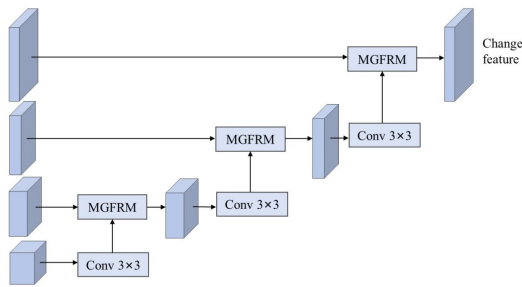 Change
feature
MGFRM
Conv 3×3
MGFRM
MGFRM
Conv 3×3
Conv 3×3